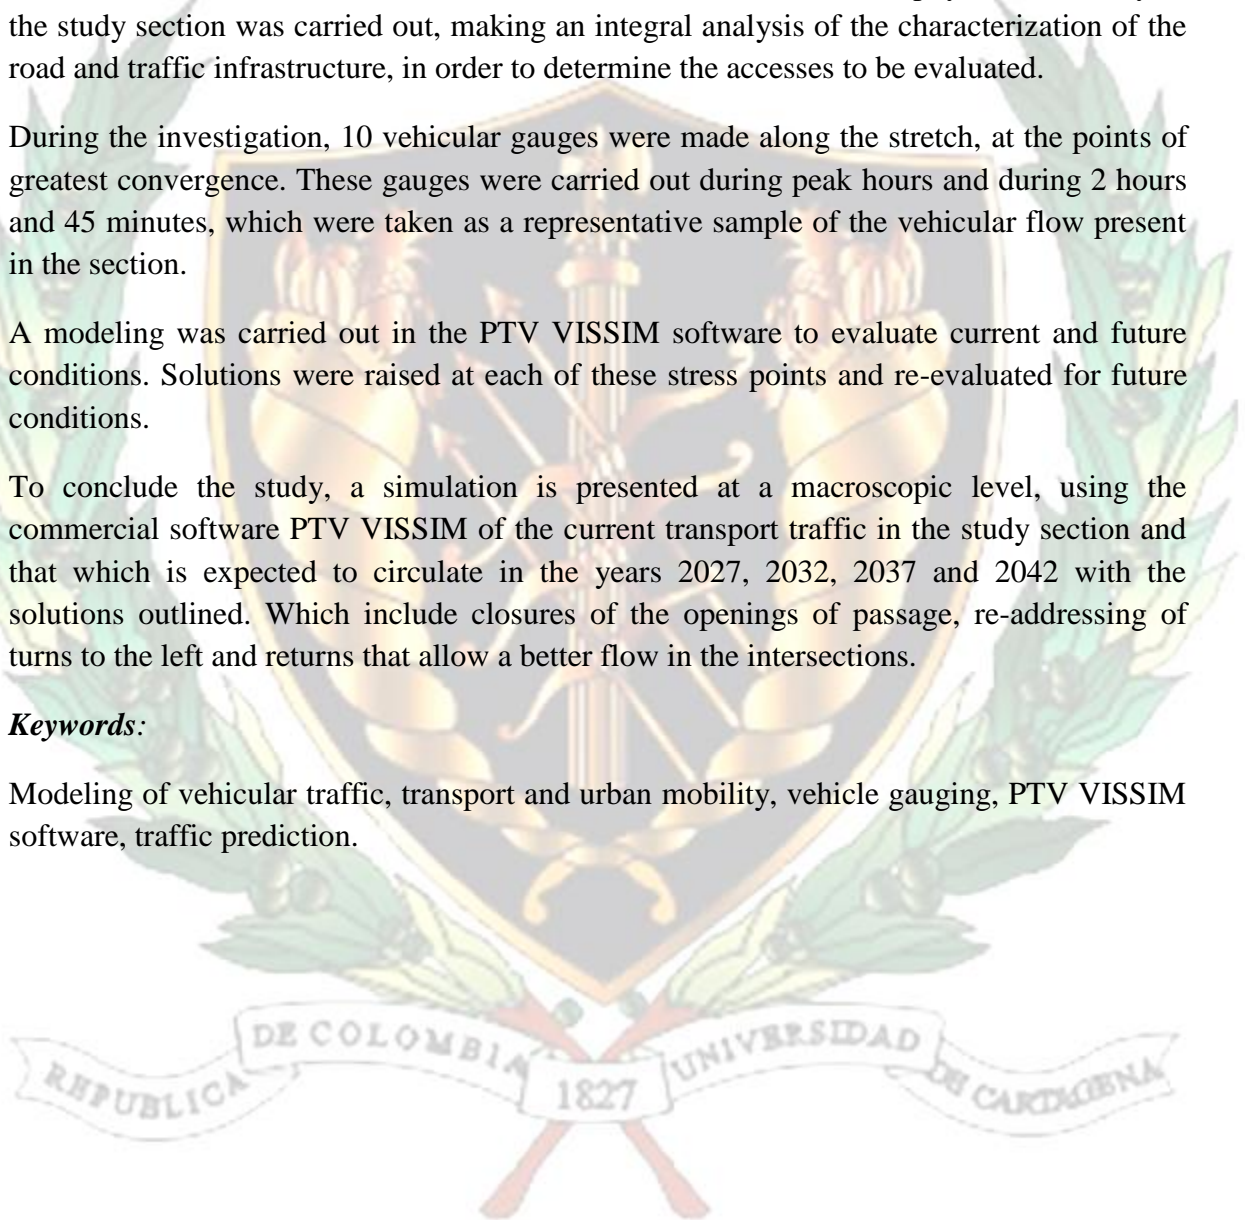 the study section was carried out, making an integral analysis of the characterization of the
road and traffic infrastructure, in order to determine the accesses to be evaluated.
During the investigation, 10 vehicular gauges were made along the stretch, at the points of
greatest convergence. These gauges were carried out during peak hours and during 2 hours
and 45 minutes, which were taken as a representative sample of the vehicular flow present
in the section.
A modeling was carried out in the PTV VISSIM software to evaluate current and future
conditions. Solutions were raised at each of these stress points and re-evaluated for future
conditions.
To conclude the study, a simulation is presented at a macroscopic level, using the
commercial software PTV VISSIM of the current transport traffic in the study section and
that which is expected to circulate in the years 2027, 2032, 2037 and 2042 with the
solutions outlined. Which include closures of the openings of passage, re-addressing of
turns to the left and returns that allow a better flow in the intersections.
Keywords:
Modeling of vehicular traffic, transport and urban mobility, vehicle gauging, PTV VISSIM
software, traffic prediction.
REPUBLICA DE COLOMBIA 1827 UNIVERSIDAD DE CARTAGENA